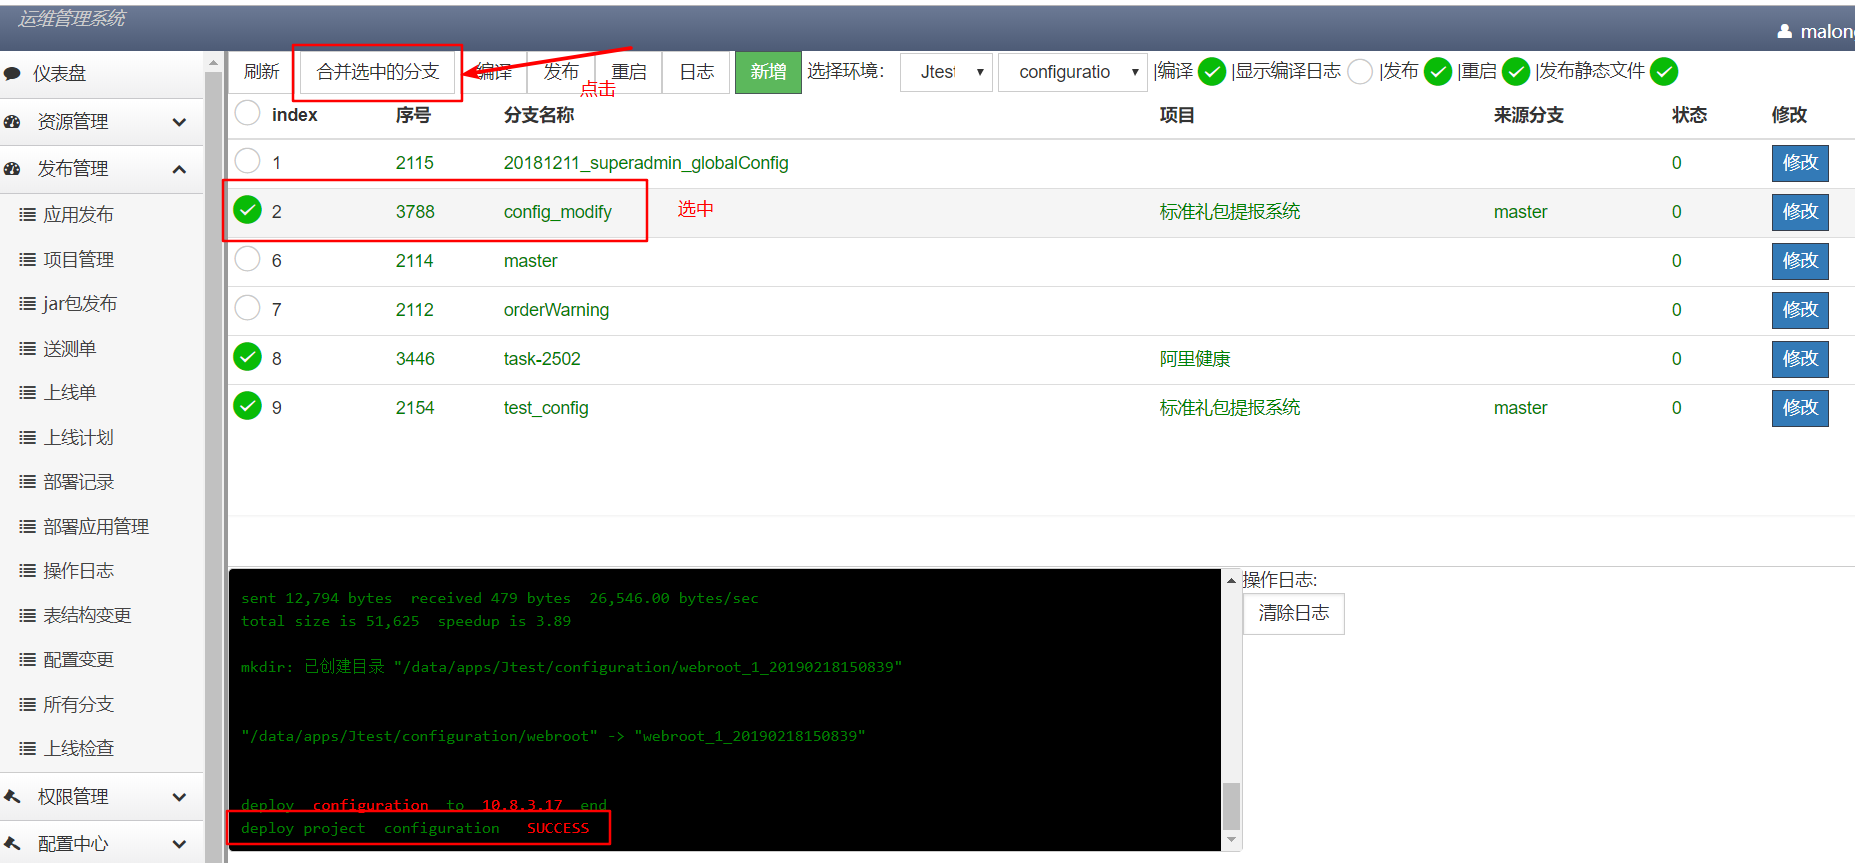 运维管理系统
malon
仪表盘
资源管理
发布管理
应用发布
项目管理
jar包发布
送测单
上线单
上线计划
部署记录
部署应用管理
操作日志
表结构变更
配置变更
所有分支
上线检查
权限管理
配置中心
刷新 合并选中的分支 编译 发布 重启 日志 新增 选择环境： Jtest configuratio |编译 |显示编译日志 |发布 |重启 |发布静态文件
点击
index 序号 分支名称 项目 来源分支 状态 修改
1 2115 20181211_superadmin_globalConfig 0 修改
2 3788 config_modify 选中 标准礼包提报系统 master 0 修改
6 2114 master 0 修改
7 2112 orderWarning 0 修改
8 3446 task-2502 阿里健康 0 修改
9 2154 test_config 标准礼包提报系统 master 0 修改
sent 12,794 bytes received 479 bytes 26,546.00 bytes/sec
total size is 51,625 speedup is 3.89
mkdir: 已创建目录 "/data/apps/Jtest/configuration/webroot_1_20190218150839"
"/data/apps/Jtest/configuration/webroot" -> "webroot_1_20190218150839"
deploy configuration to 10.8.3.17 end
deploy project configuration SUCCESS
操作日志:
清除日志